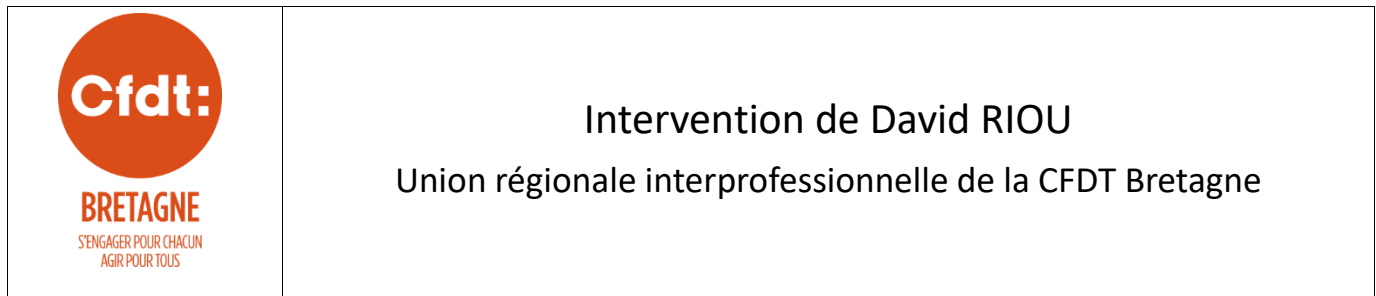 Cfdt:
BRETAGNE
S'ENGAGER POUR CHACUN
AGIR POUR TOUS
Intervention de David RIOU
Union régionale interprofessionnelle de la CFDT Bretagne